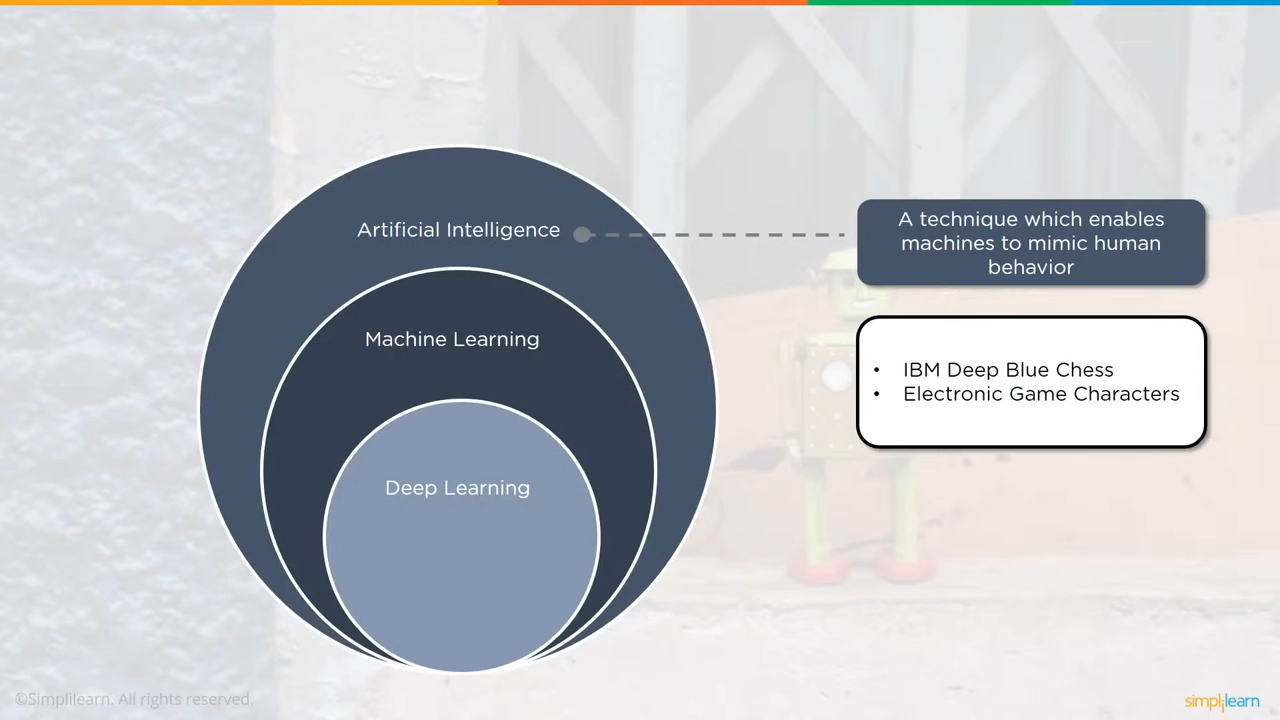 Artificial Intelligence
A technique which enables
machines to mimic human
behavior
Machine Learning
• IBM Deep Blue Chess
• Electronic Game Characters
Deep Learning
©Simplilearn. All rights reserved.
simplilearn